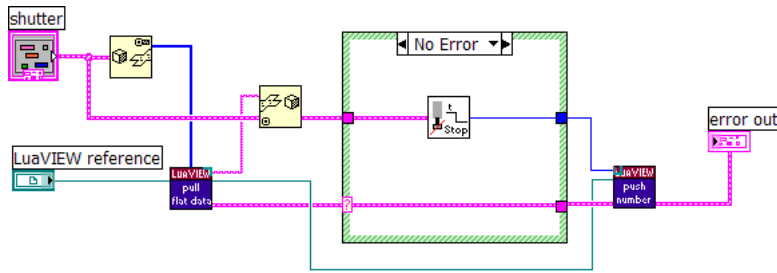 shutter
No Error
t
Stop
error out
LuaVIEW reference
LuaVIEW
pull
flat data
?
LuaVIEW
push
number